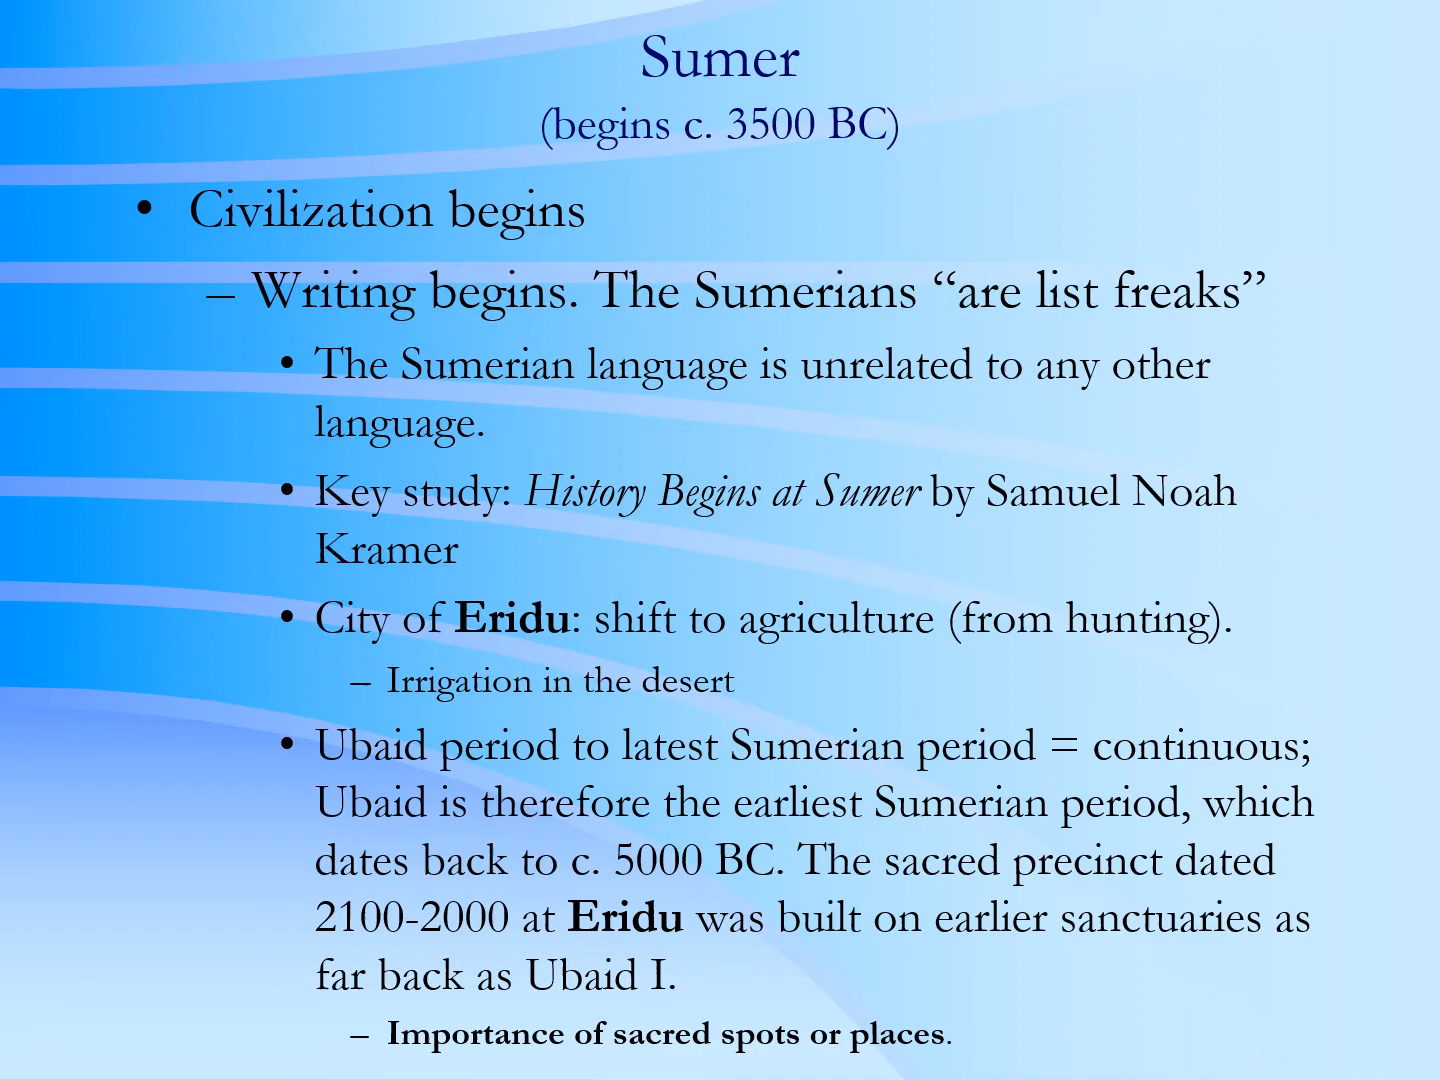 Sumer
(begins c. 3500 BC)
• Civilization begins
– Writing begins. The Sumerians “are list freaks”
• The Sumerian language is unrelated to any other
language.
• Key study: History Begins at Sumer by Samuel Noah
Kramer
• City of Eridu: shift to agriculture (from hunting).
– Irrigation in the desert
• Ubaid period to latest Sumerian period = continuous;
Ubaid is therefore the earliest Sumerian period, which
dates back to c. 5000 BC. The sacred precinct dated
2100-2000 at Eridu was built on earlier sanctuaries as
far back as Ubaid I.
– Importance of sacred spots or places.